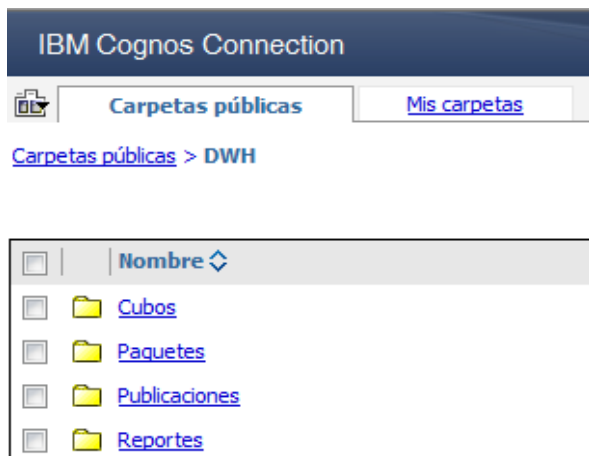 IBM Cognos Connection
Carpetas públicas Mis carpetas
Carpetas públicas > DWH
Nombre
Cubos
Paquetes
Publicaciones
Reportes